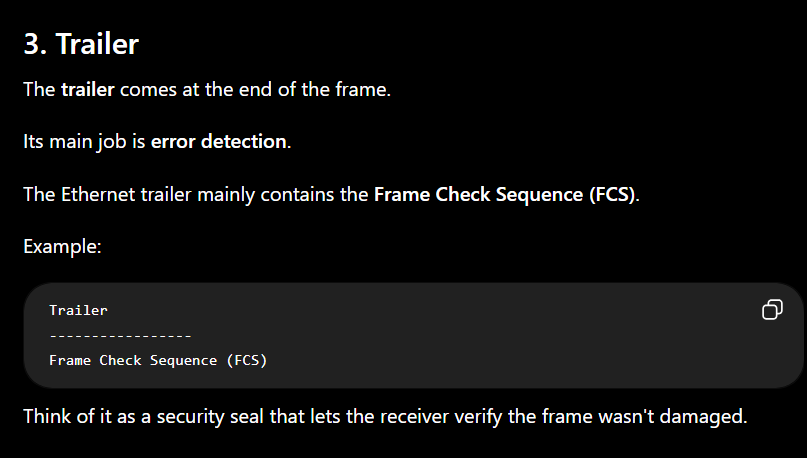 3. Trailer
The trailer comes at the end of the frame.
Its main job is error detection.
The Ethernet trailer mainly contains the Frame Check Sequence (FCS).
Example:
Trailer
-----------------
Frame Check Sequence (FCS)
Think of it as a security seal that lets the receiver verify the frame wasn't damaged.